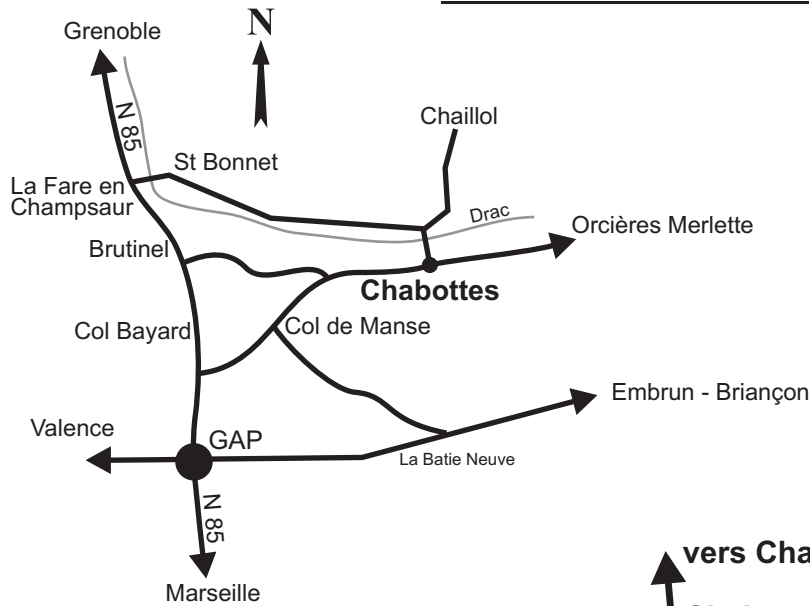 Grenoble
N
N 85
Chaillol
St Bonnet
La Fare en
Champsaur
Drac
Orcières Merlette
Brutinel
Chabottes
Col Bayard
Col de Manse
Embrun - Briançon
Valence
GAP
La Batie Neuve
N 85
Marseille
vers Cha